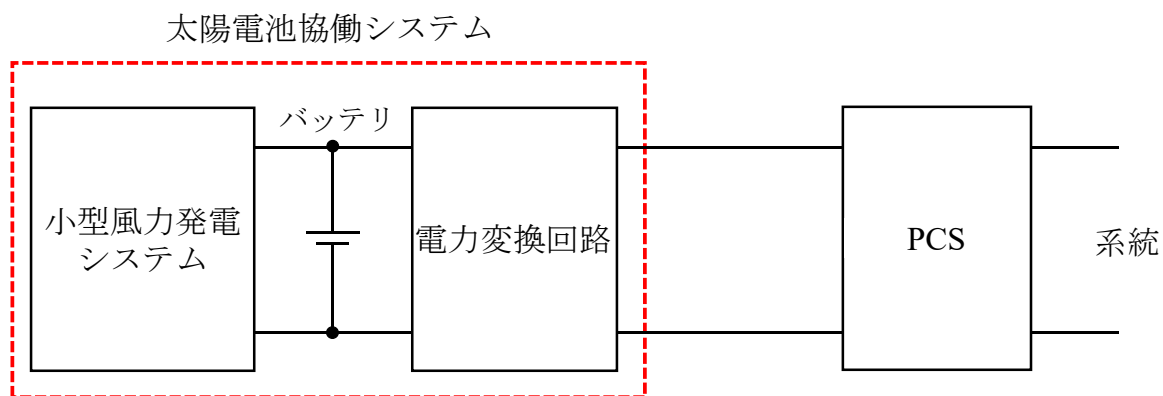 太陽電池協働システム
バッテリ
小型風力発電
システム
電力変換回路
PCS
系統